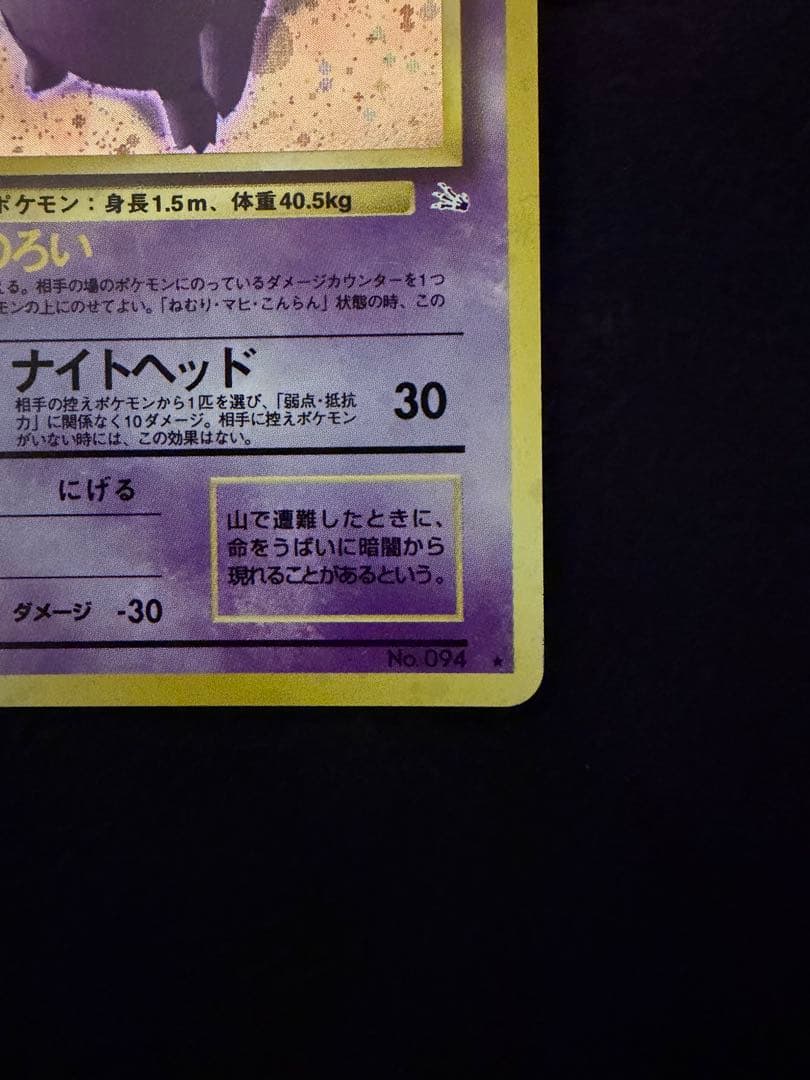 ポケモン：身長1.5m、体重40.5kg
のろい
える。相手の場のポケモンにのっているダメージカウンターを1つ
モンの上にのせてよい。「ねむり・マヒ・こんらん」状態の時、この
ナイトヘッド
30
相手の控えポケモンから1匹を選び、「弱点・抵抗
力」に関係なく10ダメージ。相手に控えポケモン
がいない時には、この効果はない。
にげる
山で遭難したときに、
命をうばいに暗闇から
現れることがあるという。
ダメージ -30
No. 094 ★